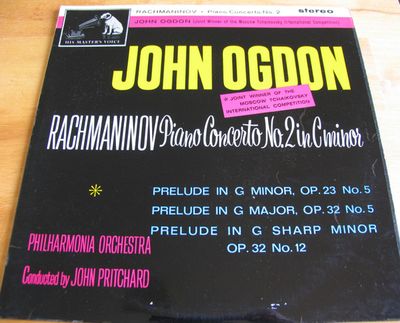 RACHMANINOV • Piano Concerto No. 2
stereo
JOHN OGDON (Joint Winner of the Moscow Tchaikovsky International Competition)
HIS MASTER'S VOICE
JOHN OGDON
JOINT WINNER OF THE
MOSCOW TCHAIKOVSKY
INTERNATIONAL COMPETITION
RACHMANINOV Piano Concerto No. 2 in C minor
PRELUDE IN G MINOR, OP. 23 No. 5
PRELUDE IN G MAJOR, OP. 32 No. 5
PRELUDE IN G SHARP MINOR
OP. 32 No. 12
PHILHARMONIA ORCHESTRA
Conducted by JOHN PRITCHARD